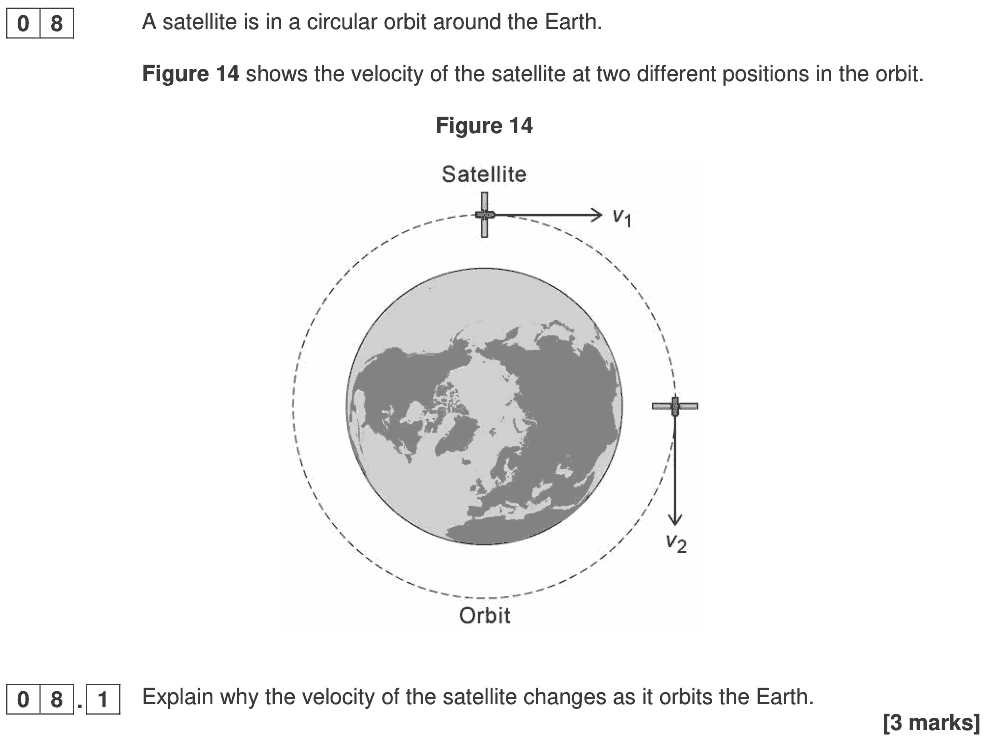 0 8 A satellite is in a circular orbit around the Earth.
Figure 14 shows the velocity of the satellite at two different positions in the orbit.
Figure 14
Satellite
v1
v2
Orbit
0 8 . 1 Explain why the velocity of the satellite changes as it orbits the Earth.
[3 marks]